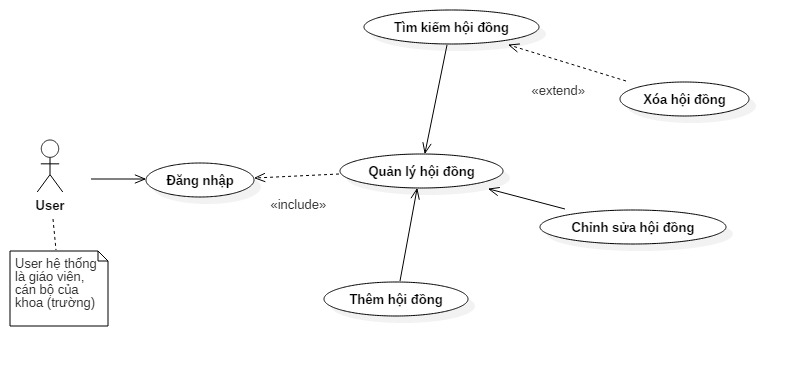 Tìm kiếm hội đồng
«extend»
Xóa hội đồng
Quản lý hội đồng
Đăng nhập
«include»
User
Chỉnh sửa hội đồng
User hệ thống
là giáo viên,
cán bộ của
khoa (trường)
Thêm hội đồng